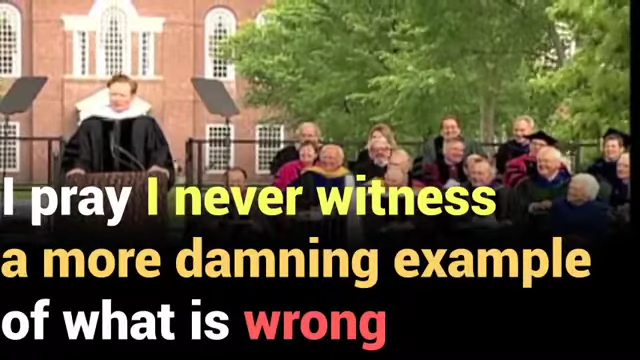 I pray I never witness
a more damning example
of what is wrong